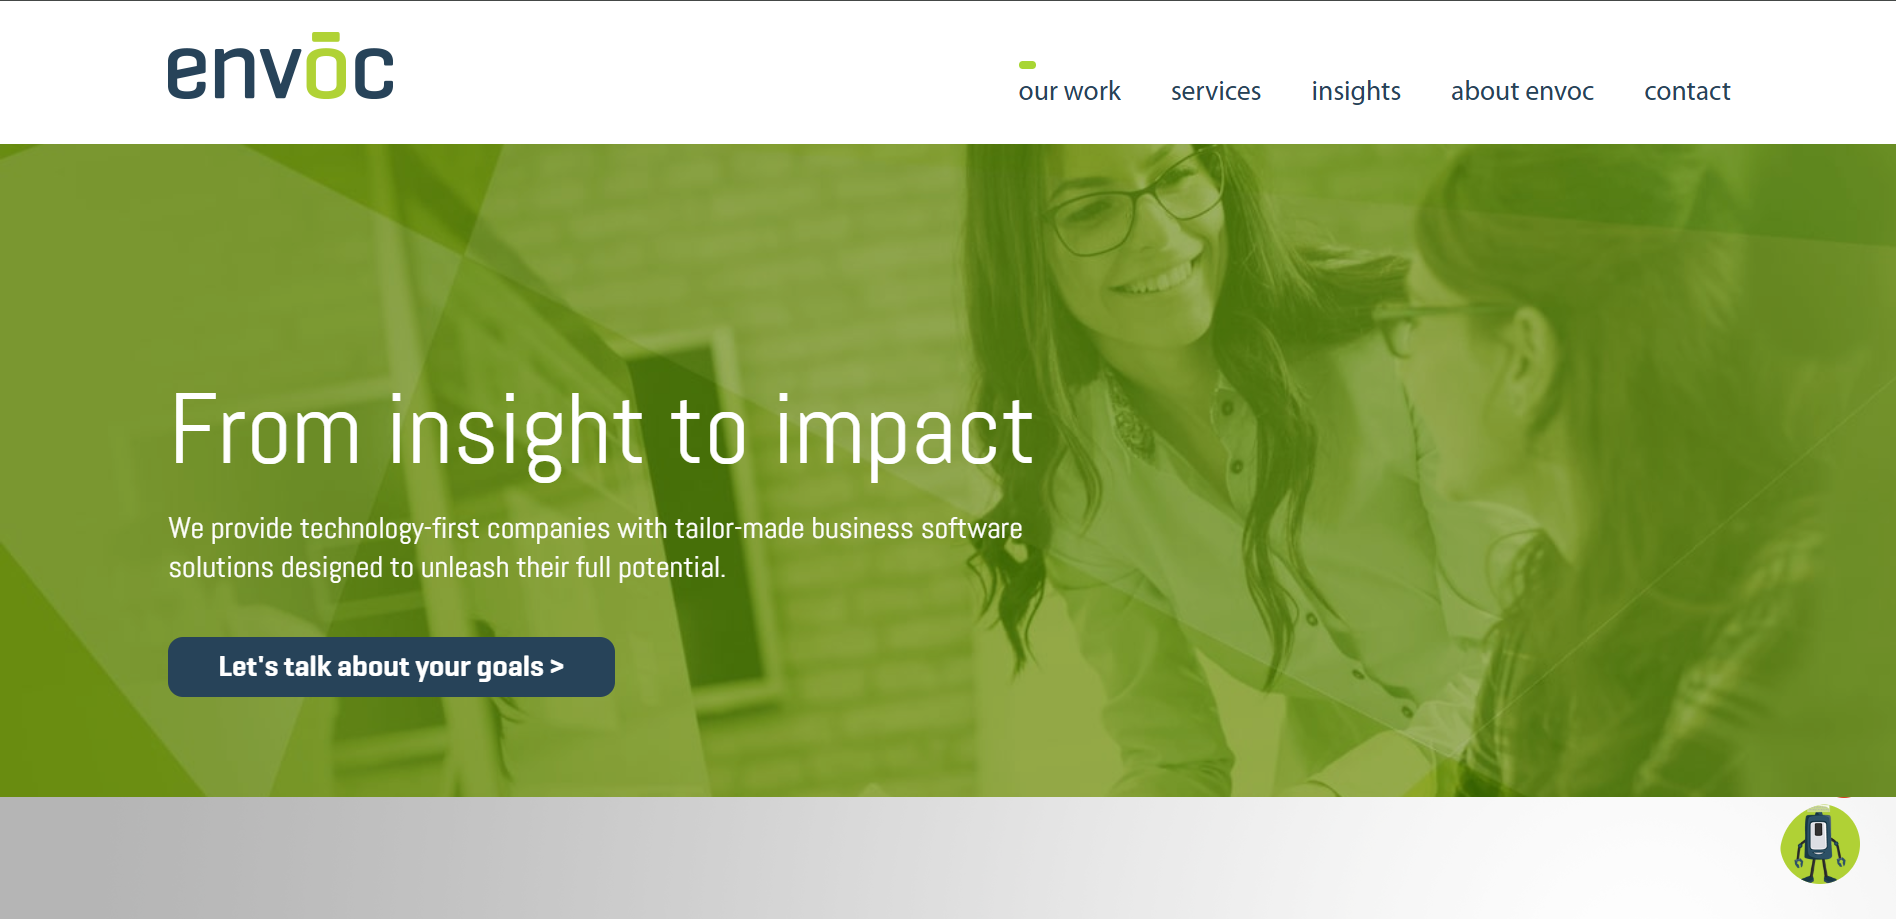 envōc
our work services insights about envoc contact
From insight to impact
We provide technology-first companies with tailor-made business software
solutions designed to unleash their full potential.
Let's talk about your goals >